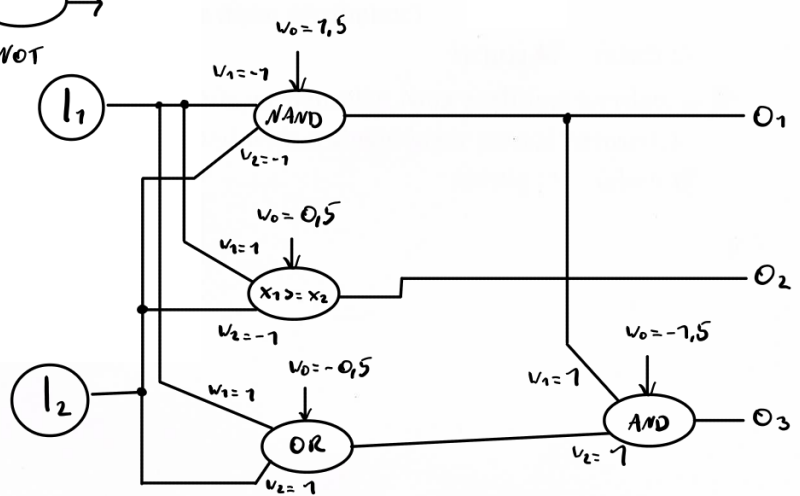 NOT
w₀=1,5
w₁=-1
I₁
NAND
O₁
w₂=-1
w₀=0,5
w₁=1
x₁>=x₂
O₂
w₂=-1
w₀=-1,5
w₀=-0,5
w₁=1
I₂
w₁=1
AND
O₃
OR
w₂=1
w₂=1